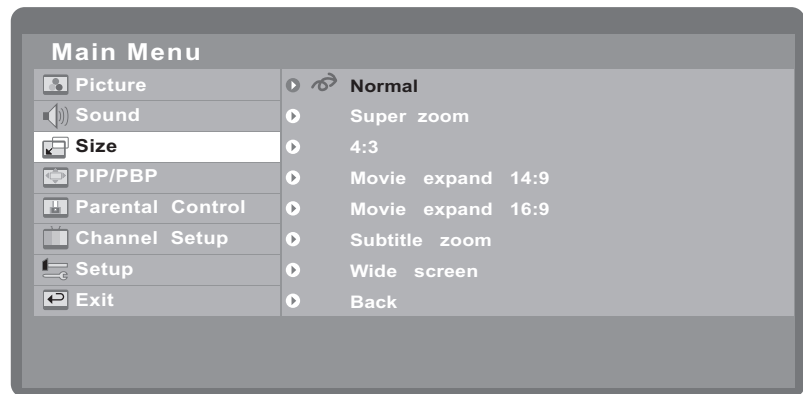 Main Menu
Picture
Sound
Size
PIP/PBP
Parental Control
Channel Setup
Setup
Exit
Normal
Super zoom
4:3
Movie expand 14:9
Movie expand 16:9
Subtitle zoom
Wide screen
Back